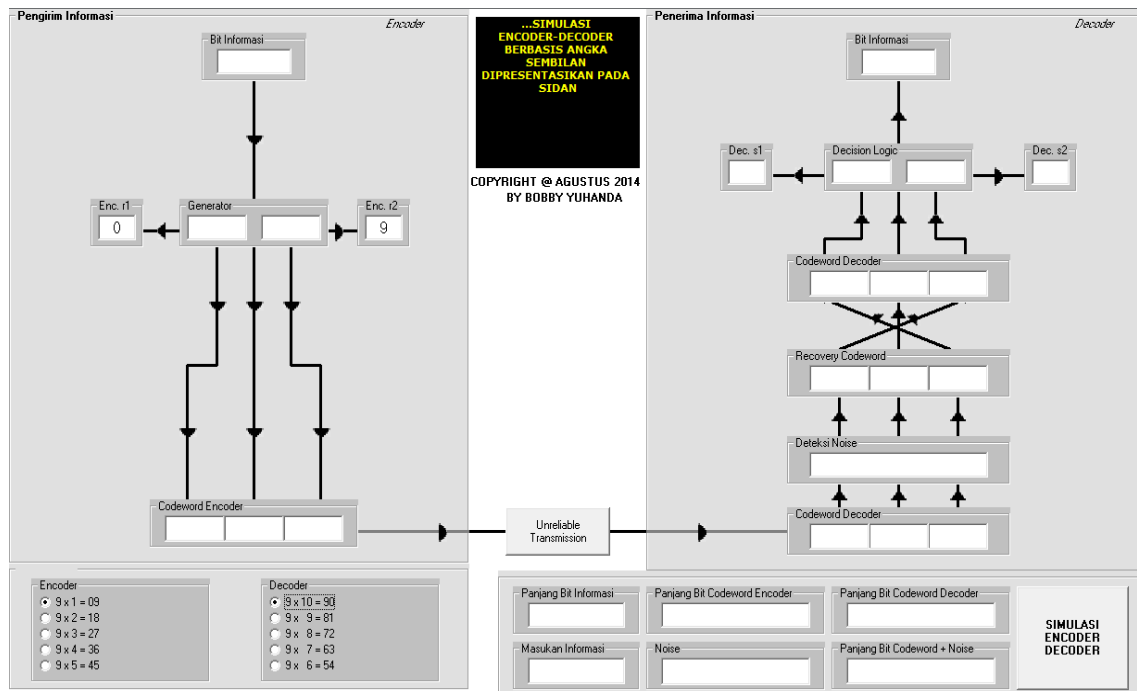 Pengirim Informasi
Encoder
Bit Informasi
Enc. r1
0
Generator
Enc. r2
9
Codeword Encoder
...SIMULASI
ENCODER-DECODER
BERBASIS ANGKA
SEMBILAN
DIPRESENTASIKAN PADA
SIDAN
COPYRIGHT @ AGUSTUS 2014
BY BOBBY YUHANDA
Unreliable
Transmission
Penerima Informasi
Decoder
Bit Informasi
Dec. s1
Decision Logic
Dec. s2
Codeword Decoder
Recovery Codeword
Deteksi Noise
Codeword Decoder
Encoder
9 x 1 = 09
9 x 2 = 18
9 x 3 = 27
9 x 4 = 36
9 x 5 = 45
Decoder
9 x 10 = 90
9 x 9 = 81
9 x 8 = 72
9 x 7 = 63
9 x 6 = 54
Panjang Bit Informasi
Panjang Bit Codeword Encoder
Panjang Bit Codeword Decoder
Masukan Informasi
Noise
Panjang Bit Codeword + Noise
SIMULASI
ENCODER
DECODER